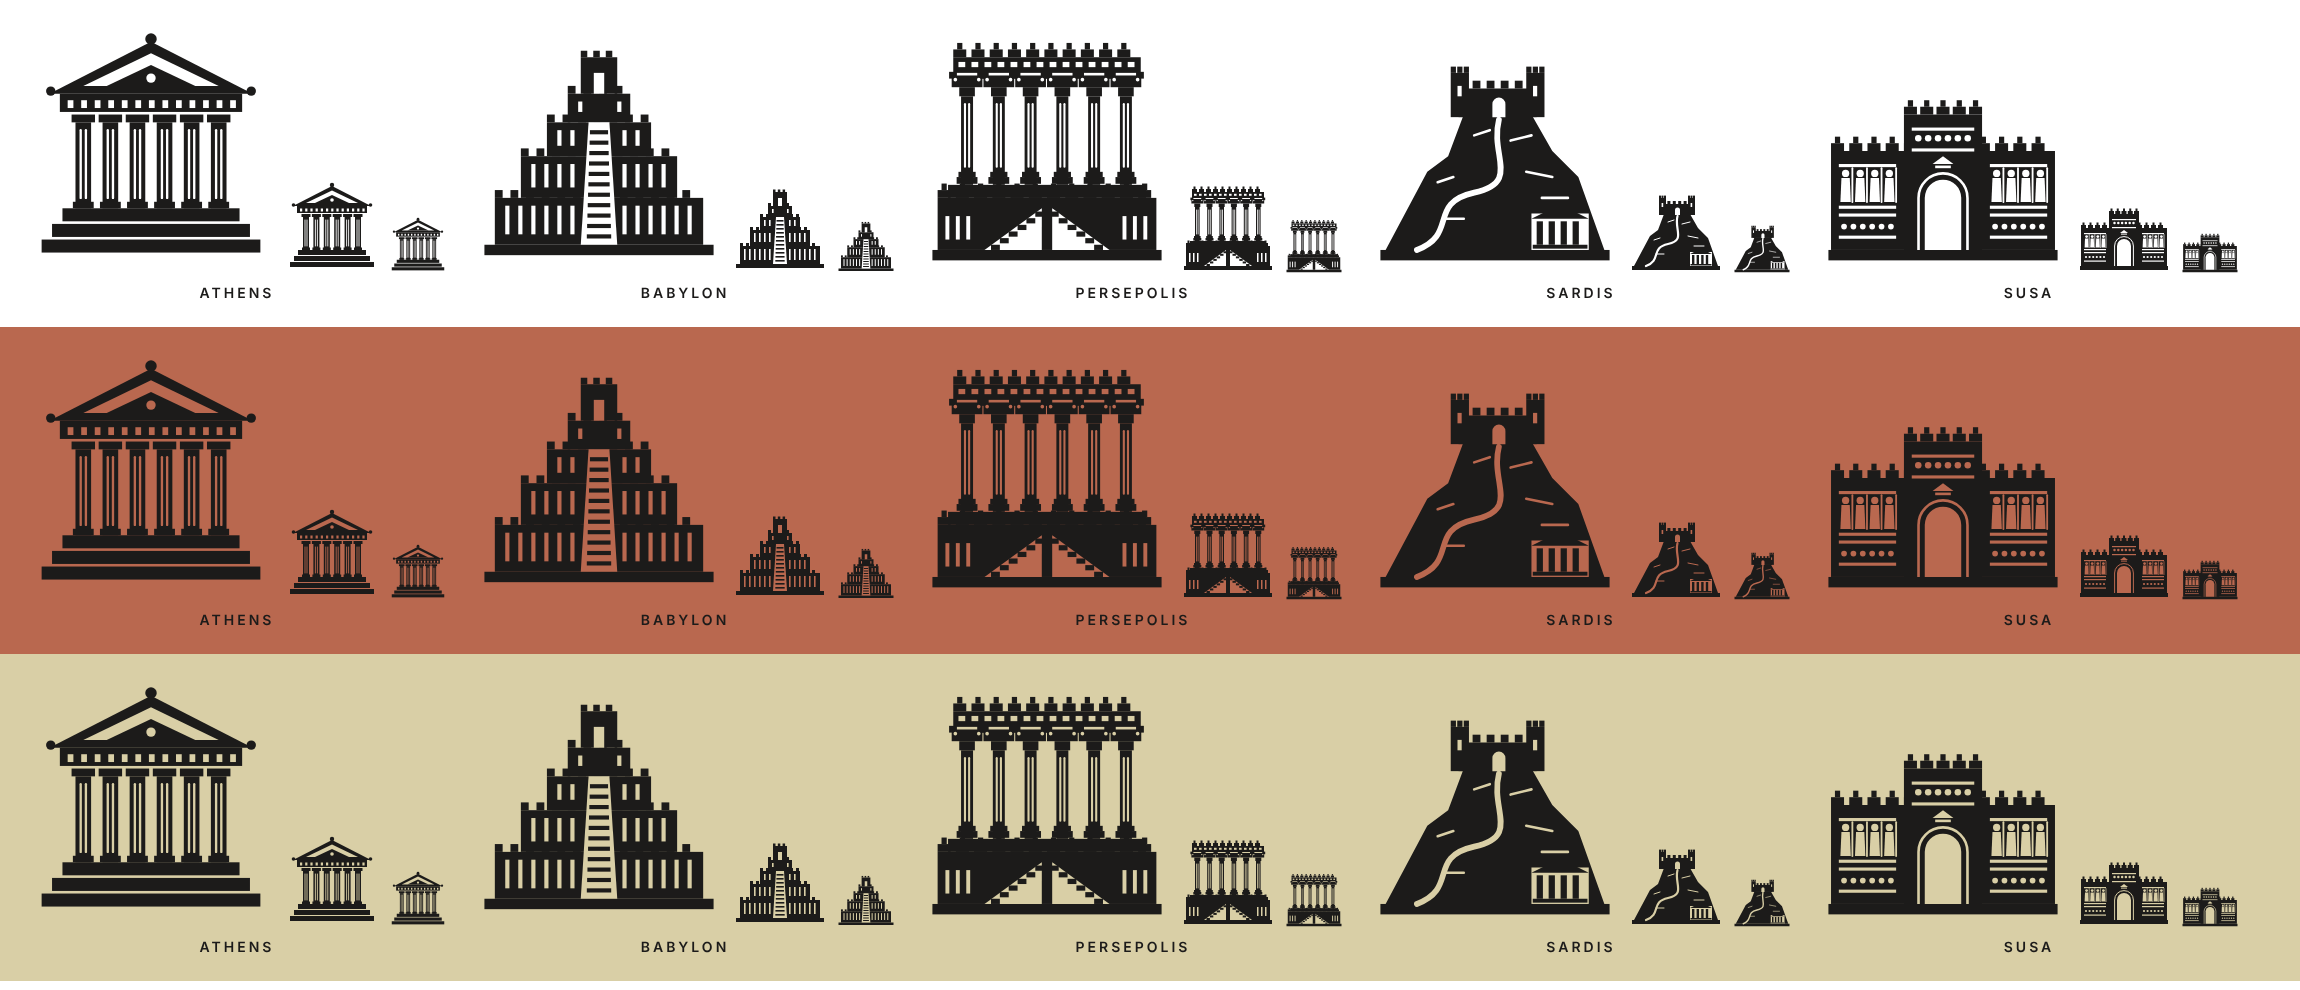 ATHENS
BABYLON
PERSEPOLIS
SARDIS
SUSA
ATHENS
BABYLON
PERSEPOLIS
SARDIS
SUSA
ATHENS
BABYLON
PERSEPOLIS
SARDIS
SUSA